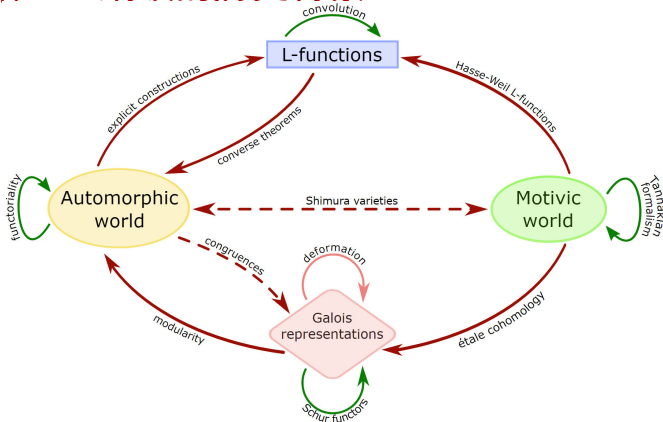 convolution
L-functions
explicit constructions
converse theorems
Hasse-Weil L-functions
functoriality
Automorphic
world
Shimura varieties
Motivic
world
Tannakian
formalism
congruences
deformation
Galois
representations
modularity
étale cohomology
Schur functors